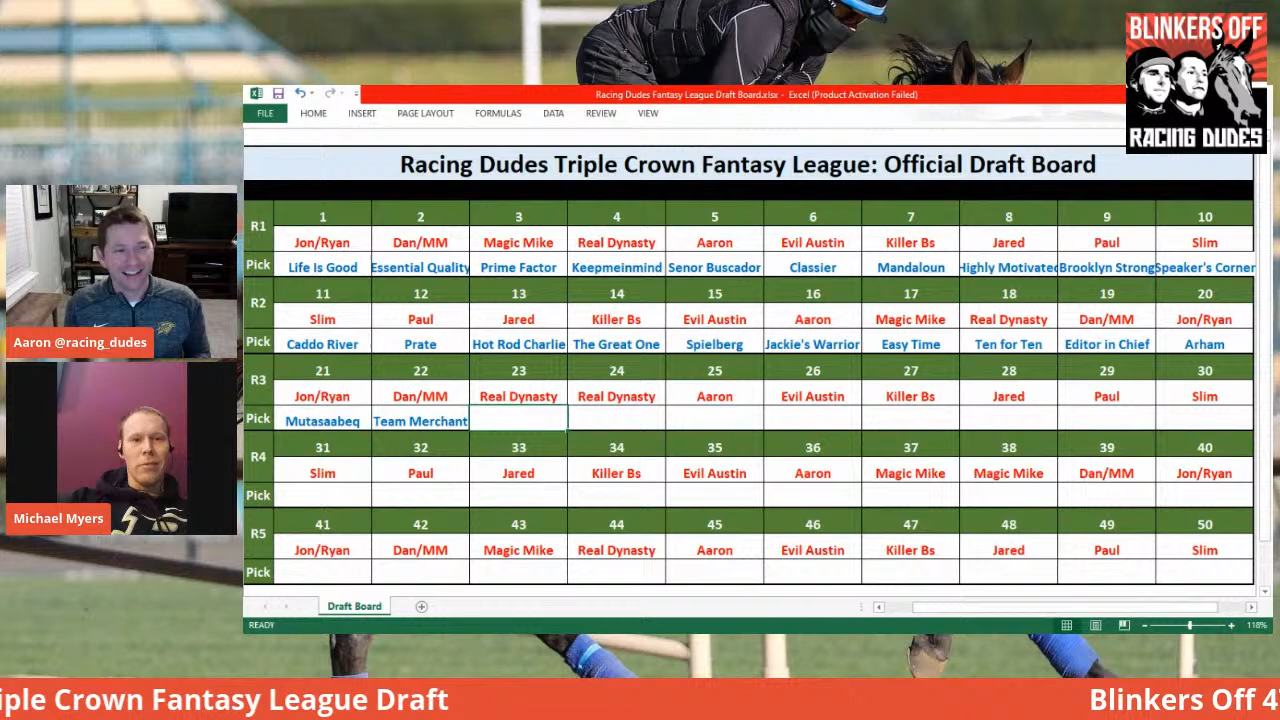 BLINKERS OFF
RACING DUDES
Racing Dudes Fantasy League Draft Board.xlsx - Excel (Product Activation Failed)
FILE HOME INSERT PAGE LAYOUT FORMULAS DATA REVIEW VIEW
Racing Dudes Triple Crown Fantasy League: Official Draft Board
R1 1 2 3 4 5 6 7 8 9 10
Jon/Ryan Dan/MM Magic Mike Real Dynasty Aaron Evil Austin Killer Bs Jared Paul Slim
Pick Life Is Good Essential Quality Prime Factor Keepmeinmind Senor Buscador Classier Mandaloun Highly Motivated Brooklyn Strong Speaker's Corner
R2 11 12 13 14 15 16 17 18 19 20
Slim Paul Jared Killer Bs Evil Austin Aaron Magic Mike Real Dynasty Dan/MM Jon/Ryan
Pick Caddo River Prate Hot Rod Charlie The Great One Spielberg Jackie's Warrior Easy Time Ten for Ten Editor in Chief Arham
R3 21 22 23 24 25 26 27 28 29 30
Jon/Ryan Dan/MM Real Dynasty Real Dynasty Aaron Evil Austin Killer Bs Jared Paul Slim
Pick Mutasaabeq Team Merchant
R4 31 32 33 34 35 36 37 38 39 40
Slim Paul Jared Killer Bs Evil Austin Aaron Magic Mike Magic Mike Dan/MM Jon/Ryan
Pick
R5 41 42 43 44 45 46 47 48 49 50
Jon/Ryan Dan/MM Magic Mike Real Dynasty Aaron Evil Austin Killer Bs Jared Paul Slim
Pick
Draft Board
READY 118%
Aaron @racing_dudes
Michael Myers
iple Crown Fantasy League Draft Blinkers Off 4